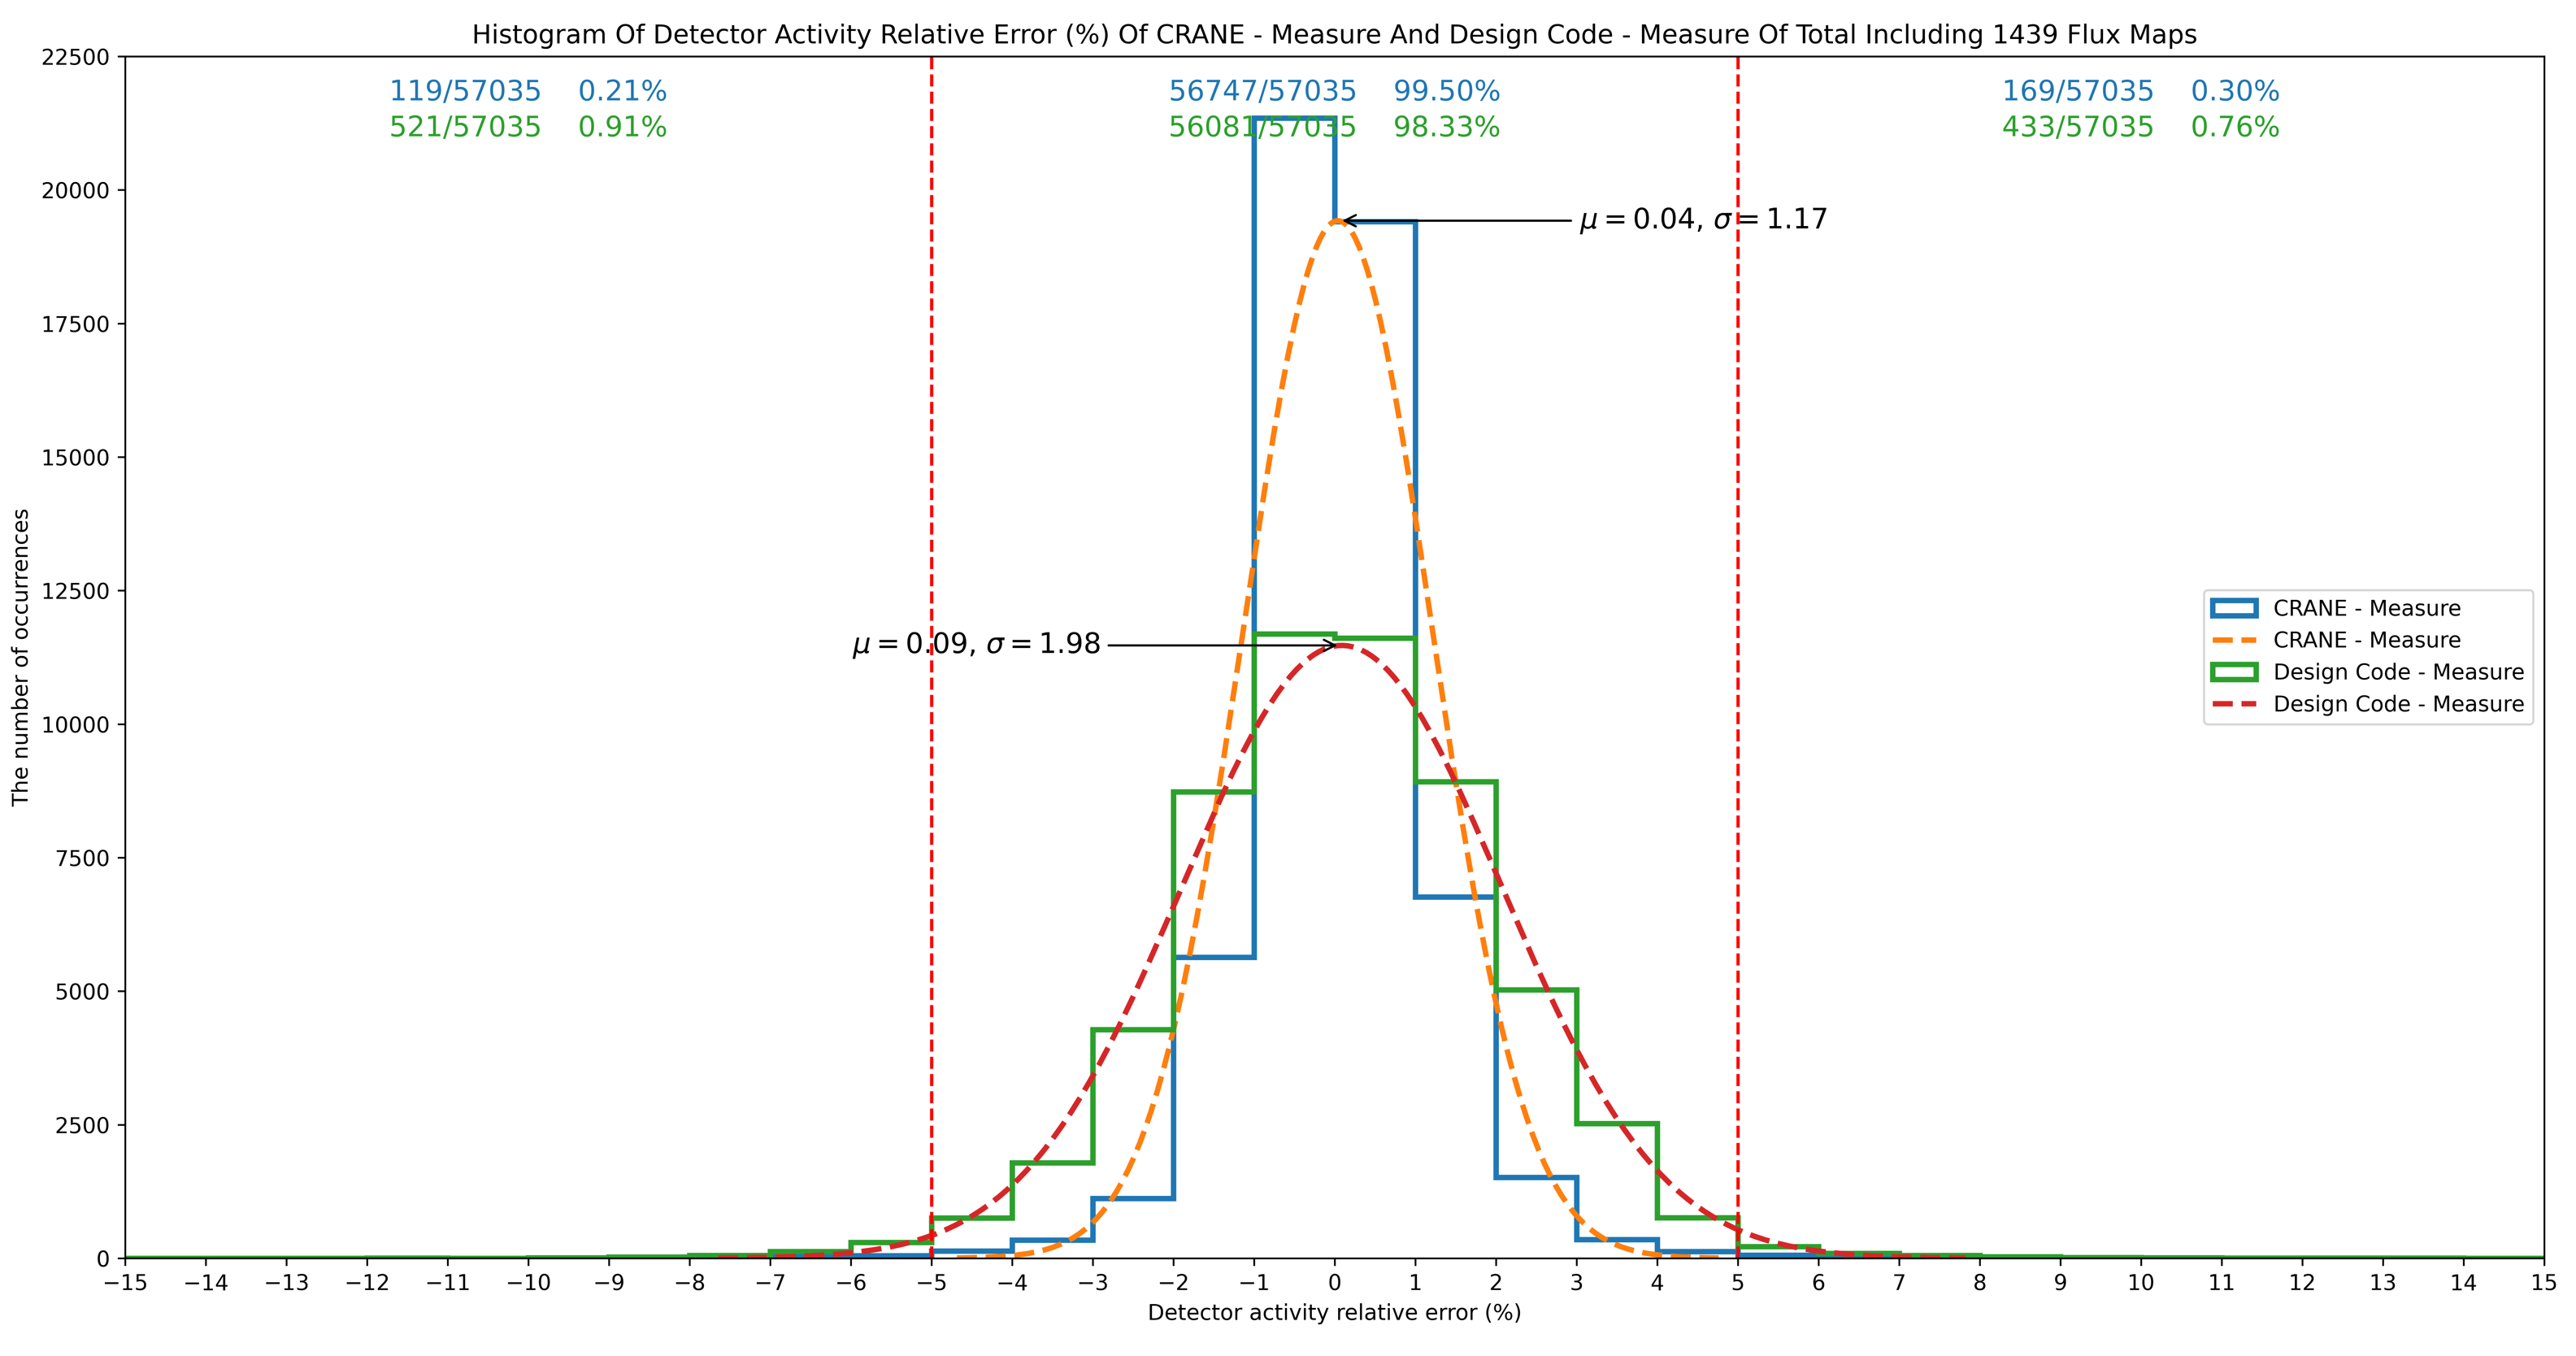 Histogram Of Detector Activity Relative Error (%) Of CRANE - Measure And Design Code - Measure Of Total Including 1439 Flux Maps
22500
119/57035 0.21%
56747/57035 99.50%
169/57035 0.30%
521/57035 0.91%
56081/57035 98.33%
433/57035 0.76%
20000
μ = 0.04, σ = 1.17
17500
15000
12500
μ = 0.09, σ = 1.98
10000
7500
5000
2500
0
The number of occurrences
CRANE - Measure
CRANE - Measure
Design Code - Measure
Design Code - Measure
−15 −14 −13 −12 −11 −10 −9 −8 −7 −6 −5 −4 −3 −2 −1 0 1 2 3 4 5 6 7 8 9 10 11 12 13 14 15
Detector activity relative error (%)